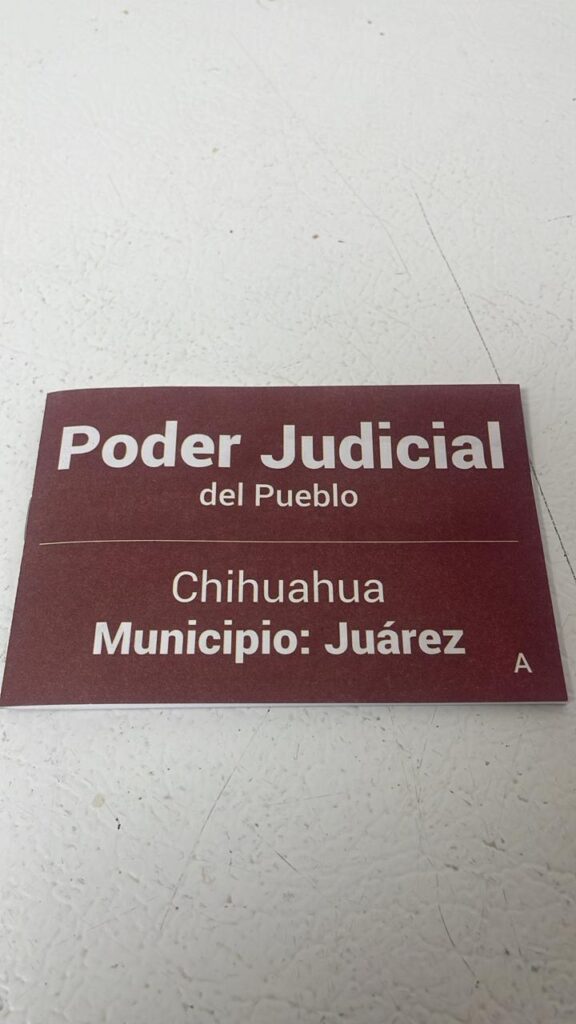 Poder Judicial
del Pueblo
Chihuahua
Municipio: Juárez
A